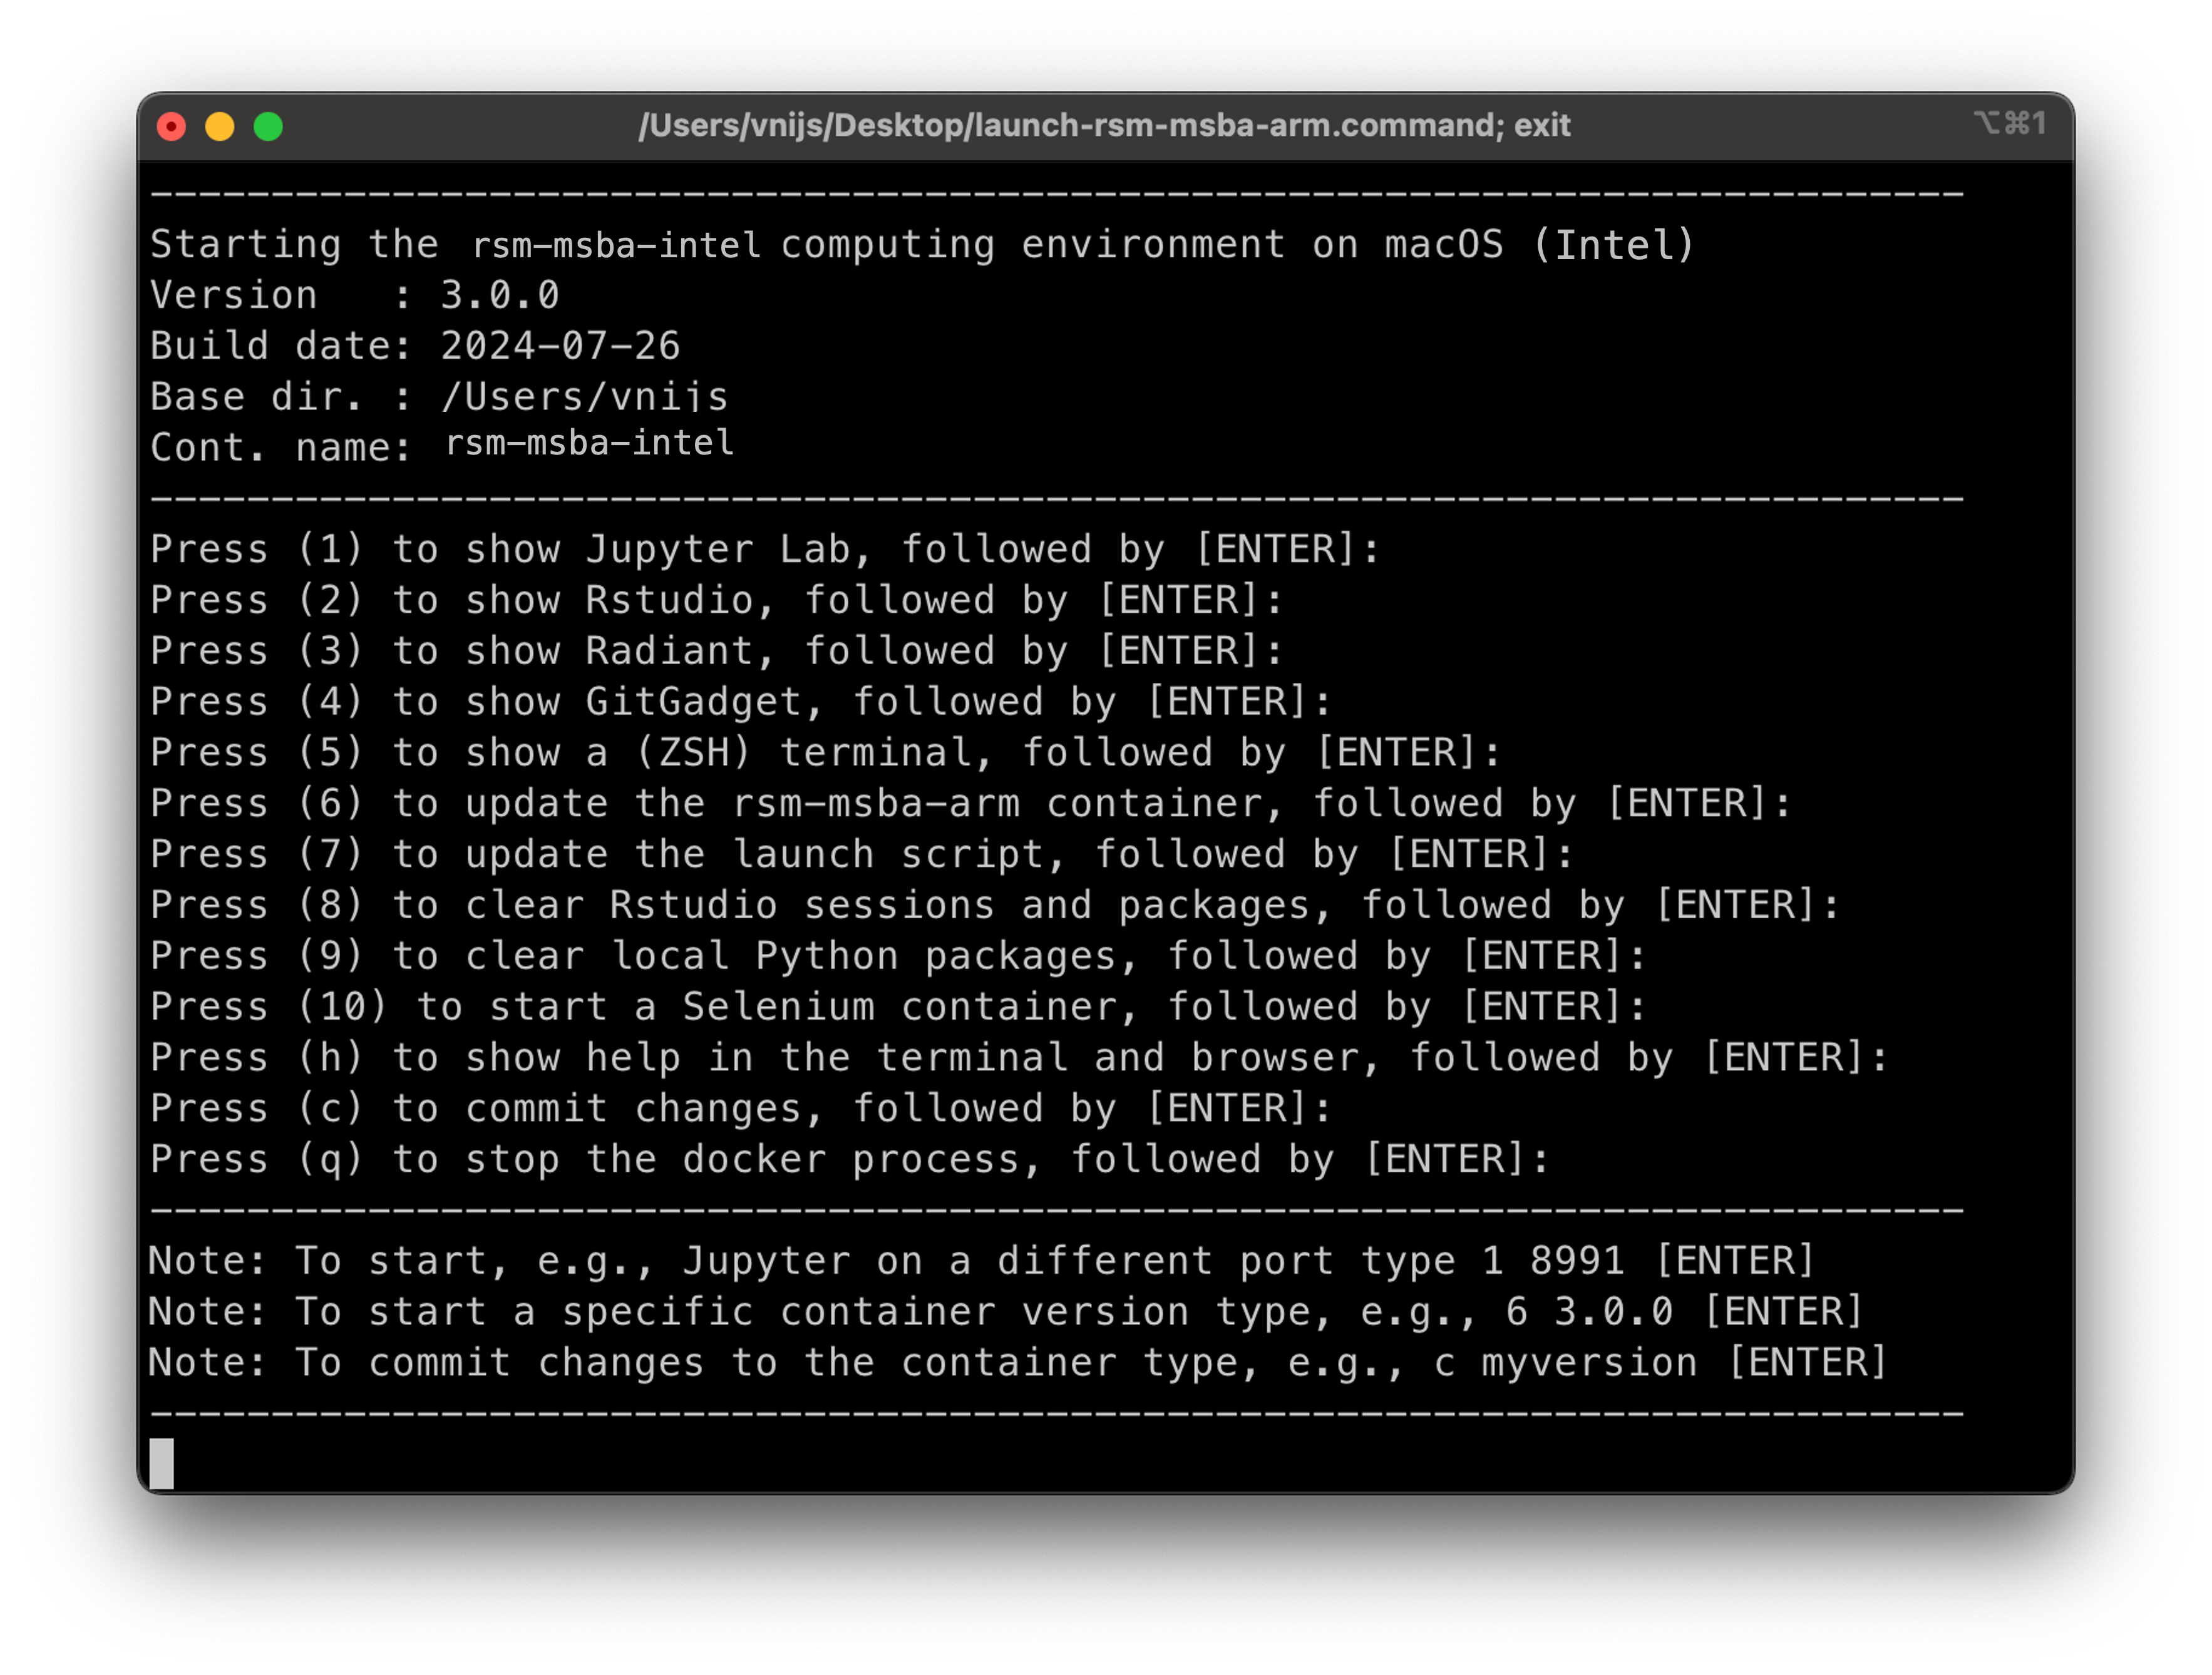 /Users/vnijs/Desktop/launch-rsm-msba-arm.command; exit ⌥⌘1
---------------------------------------------------------------------------
Starting the rsm-msba-intel computing environment on macOS (Intel)
Version   : 3.0.0
Build date: 2024-07-26
Base dir. : /Users/vnijs
Cont. name: rsm-msba-intel
---------------------------------------------------------------------------
Press (1) to show Jupyter Lab, followed by [ENTER]:
Press (2) to show Rstudio, followed by [ENTER]:
Press (3) to show Radiant, followed by [ENTER]:
Press (4) to show GitGadget, followed by [ENTER]:
Press (5) to show a (ZSH) terminal, followed by [ENTER]:
Press (6) to update the rsm-msba-arm container, followed by [ENTER]:
Press (7) to update the launch script, followed by [ENTER]:
Press (8) to clear Rstudio sessions and packages, followed by [ENTER]:
Press (9) to clear local Python packages, followed by [ENTER]:
Press (10) to start a Selenium container, followed by [ENTER]:
Press (h) to show help in the terminal and browser, followed by [ENTER]:
Press (c) to commit changes, followed by [ENTER]:
Press (q) to stop the docker process, followed by [ENTER]:
---------------------------------------------------------------------------
Note: To start, e.g., Jupyter on a different port type 1 8991 [ENTER]
Note: To start a specific container version type, e.g., 6 3.0.0 [ENTER]
Note: To commit changes to the container type, e.g., c myversion [ENTER]
---------------------------------------------------------------------------